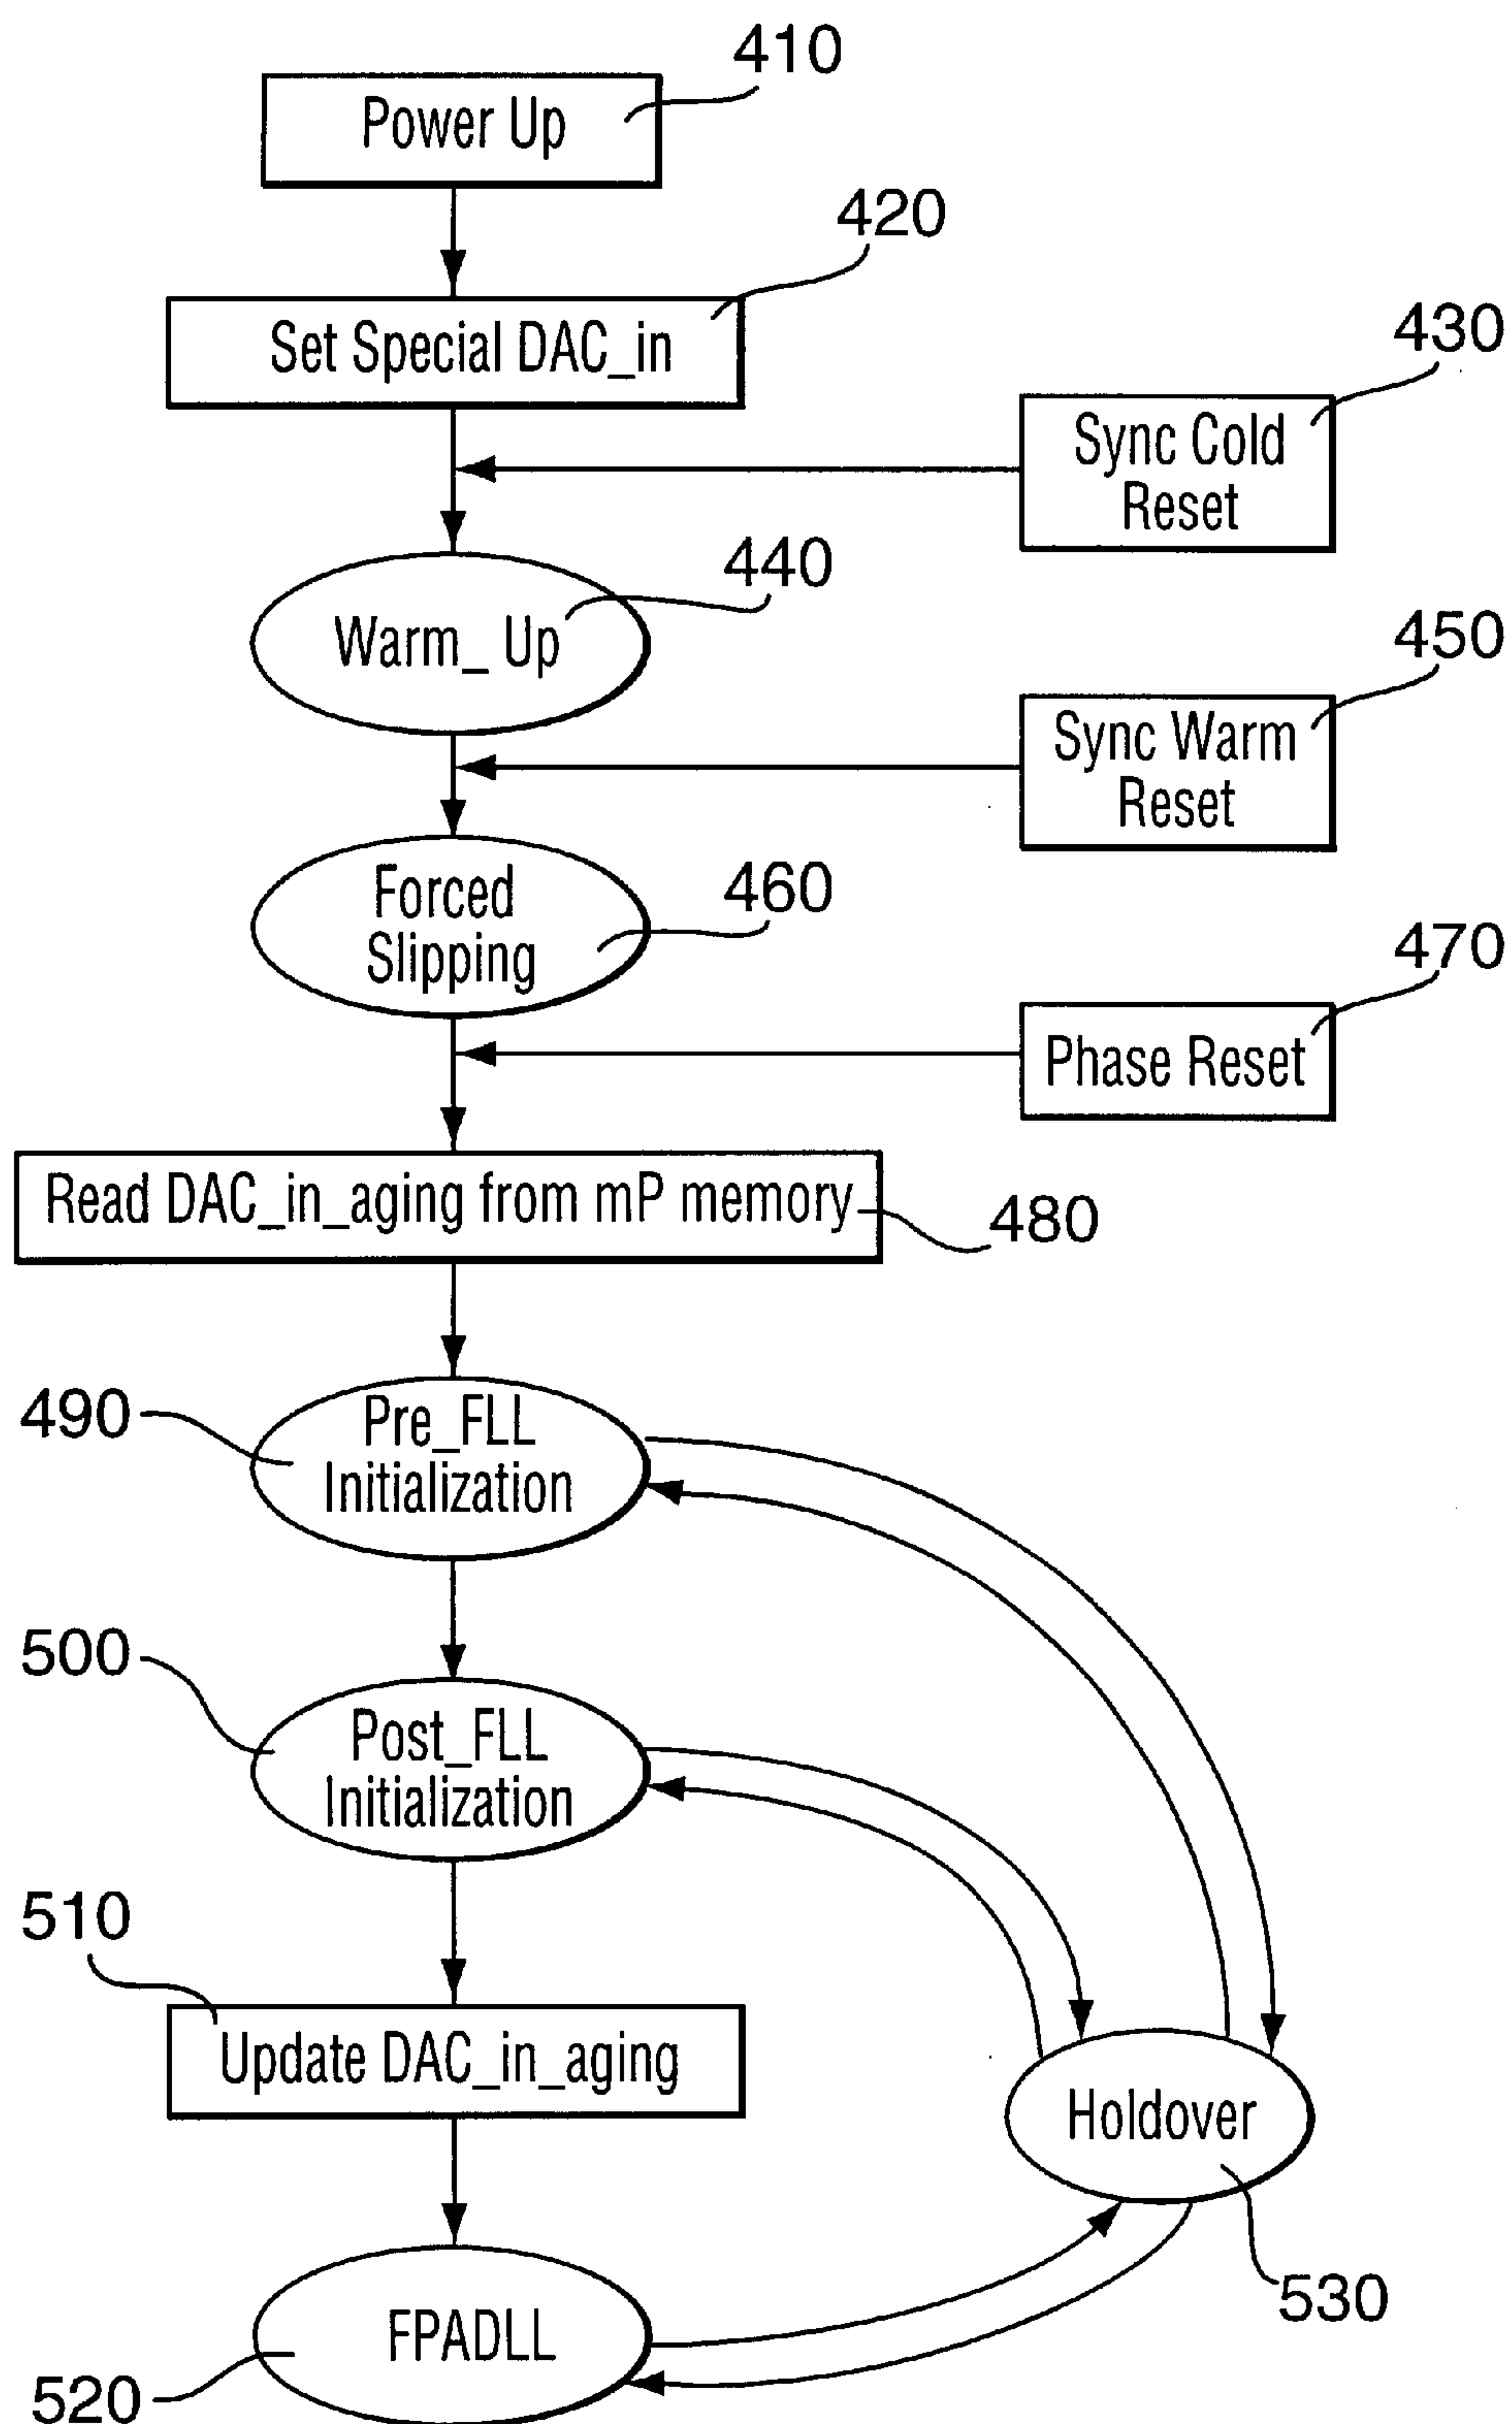 410
Power Up
420
Set Special DAC_in
430
Sync Cold
Reset
440
Warm_ Up
450
Sync Warm
Reset
Forced
Slipping
460
470
Phase Reset
Read DAC_in_aging from mP memory
480
490
Pre_FLL
Initialization
500
Post_FLL
Initialization
510
Update DAC_in_aging
Holdover
530
FPADLL
520